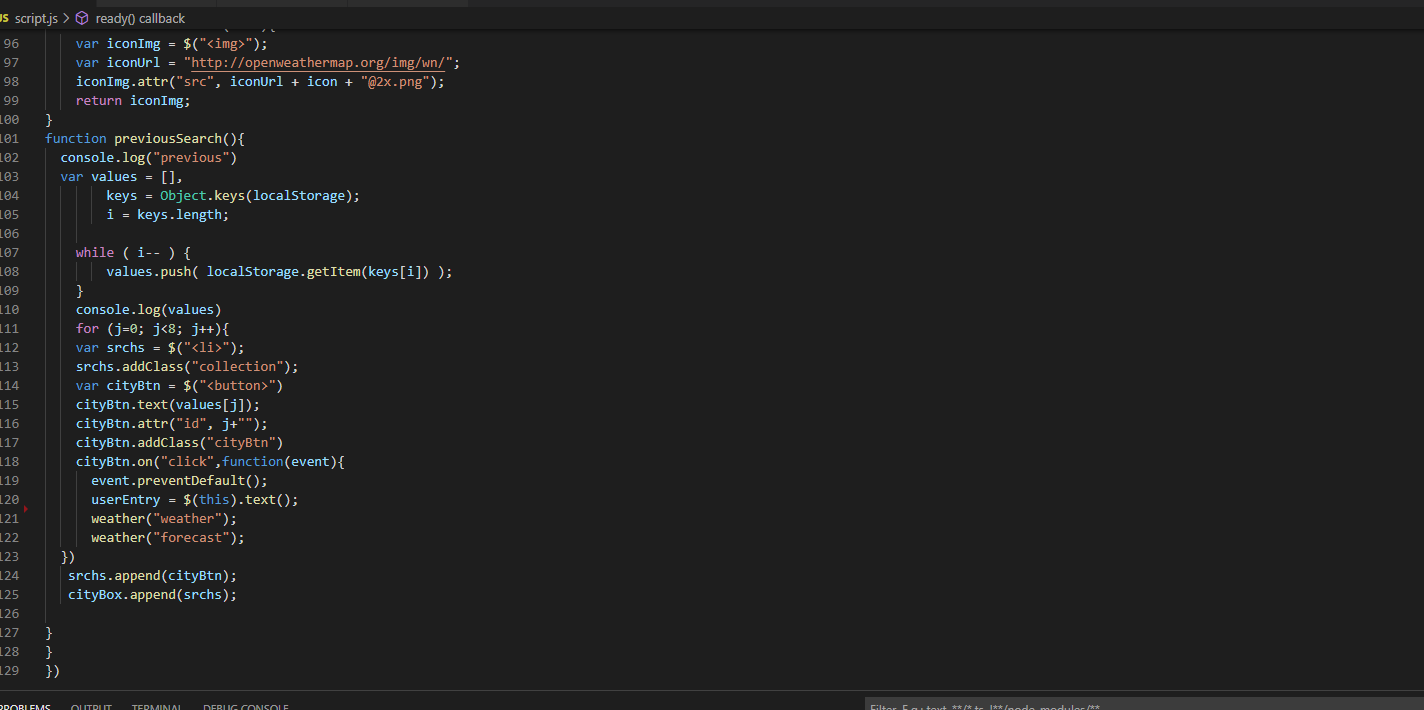 JS script.js > ready() callback
96 var iconImg = $("<img>");
97 var iconUrl = "http://openweathermap.org/img/wn/";
98 iconImg.attr("src", iconUrl + icon + "@2x.png");
99 return iconImg;
100 }
101 function previousSearch(){
102 console.log("previous")
103 var values = [],
104 keys = Object.keys(localStorage);
105 i = keys.length;
106
107 while ( i-- ) {
108 values.push( localStorage.getItem(keys[i]) );
109 }
110 console.log(values)
111 for (j=0; j<8; j++){
112 var srchs = $("<li>");
113 srchs.addClass("collection");
114 var cityBtn = $("<button>")
115 cityBtn.text(values[j]);
116 cityBtn.attr("id", j+"");
117 cityBtn.addClass("cityBtn")
118 cityBtn.on("click",function(event){
119 event.preventDefault();
120 userEntry = $(this).text();
121 weather("weather");
122 weather("forecast");
123 })
124 srchs.append(cityBtn);
125 cityBox.append(srchs);
126
127 }
128 }
129 })
PROBLEMS OUTPUT TERMINAL DEBUG CONSOLE Filter. E.g.: text, **/*.ts, !**/node_modules/**